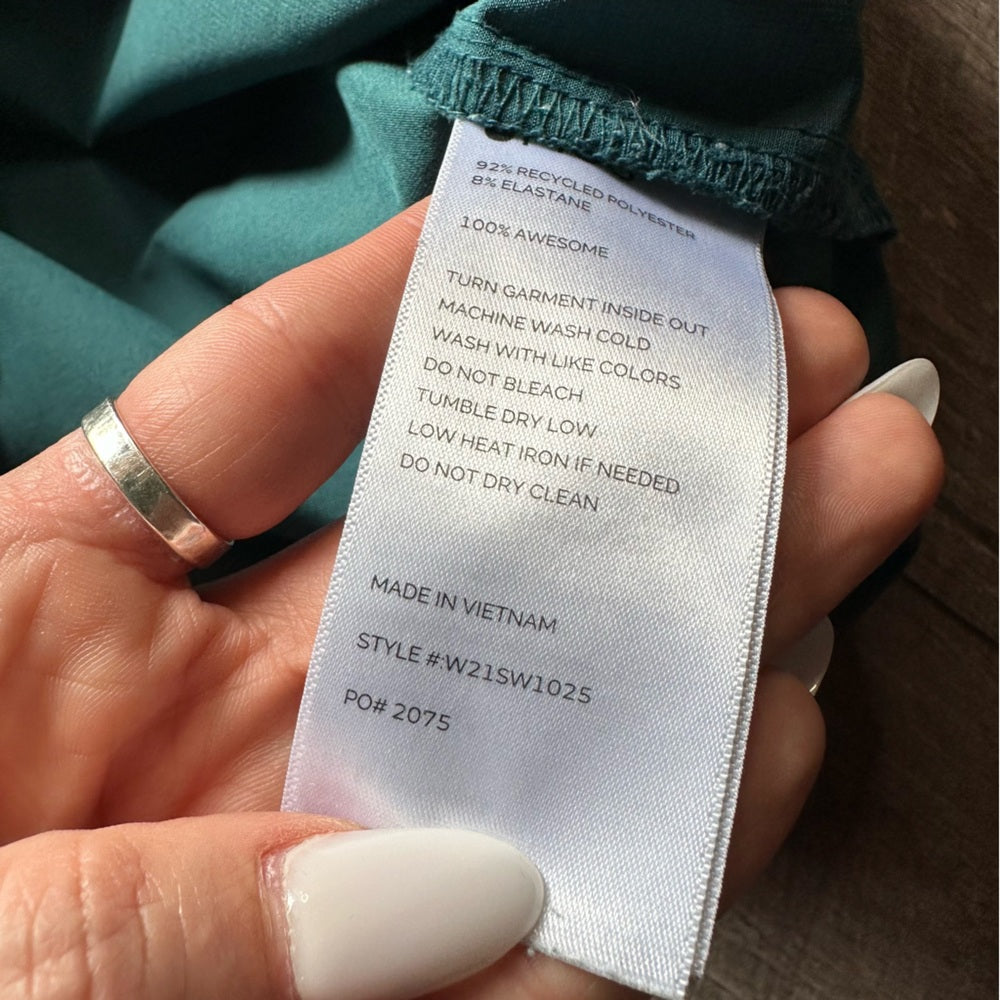 92% RECYCLED POLYESTER
8% ELASTANE
100% AWESOME
TURN GARMENT INSIDE OUT
MACHINE WASH COLD
WASH WITH LIKE COLORS
DO NOT BLEACH
TUMBLE DRY LOW
LOW HEAT IRON IF NEEDED
DO NOT DRY CLEAN
MADE IN VIETNAM
STYLE #:W21SW1025
PO# 2075